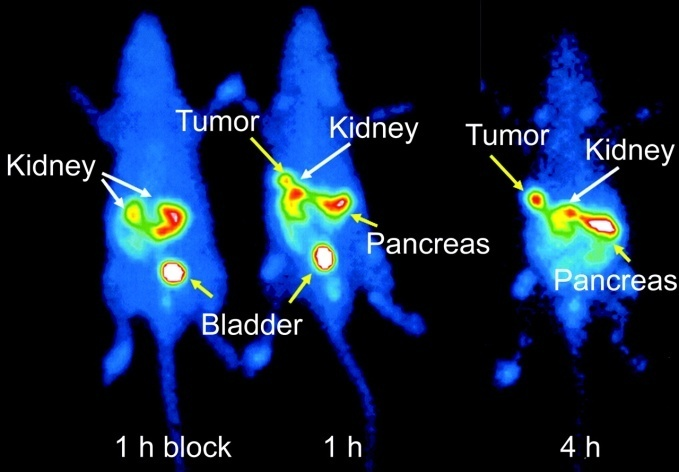 Tumor
Kidney
Tumor
Kidney
Kidney
Pancreas
Pancreas
Bladder
1 h block
1 h
4 h